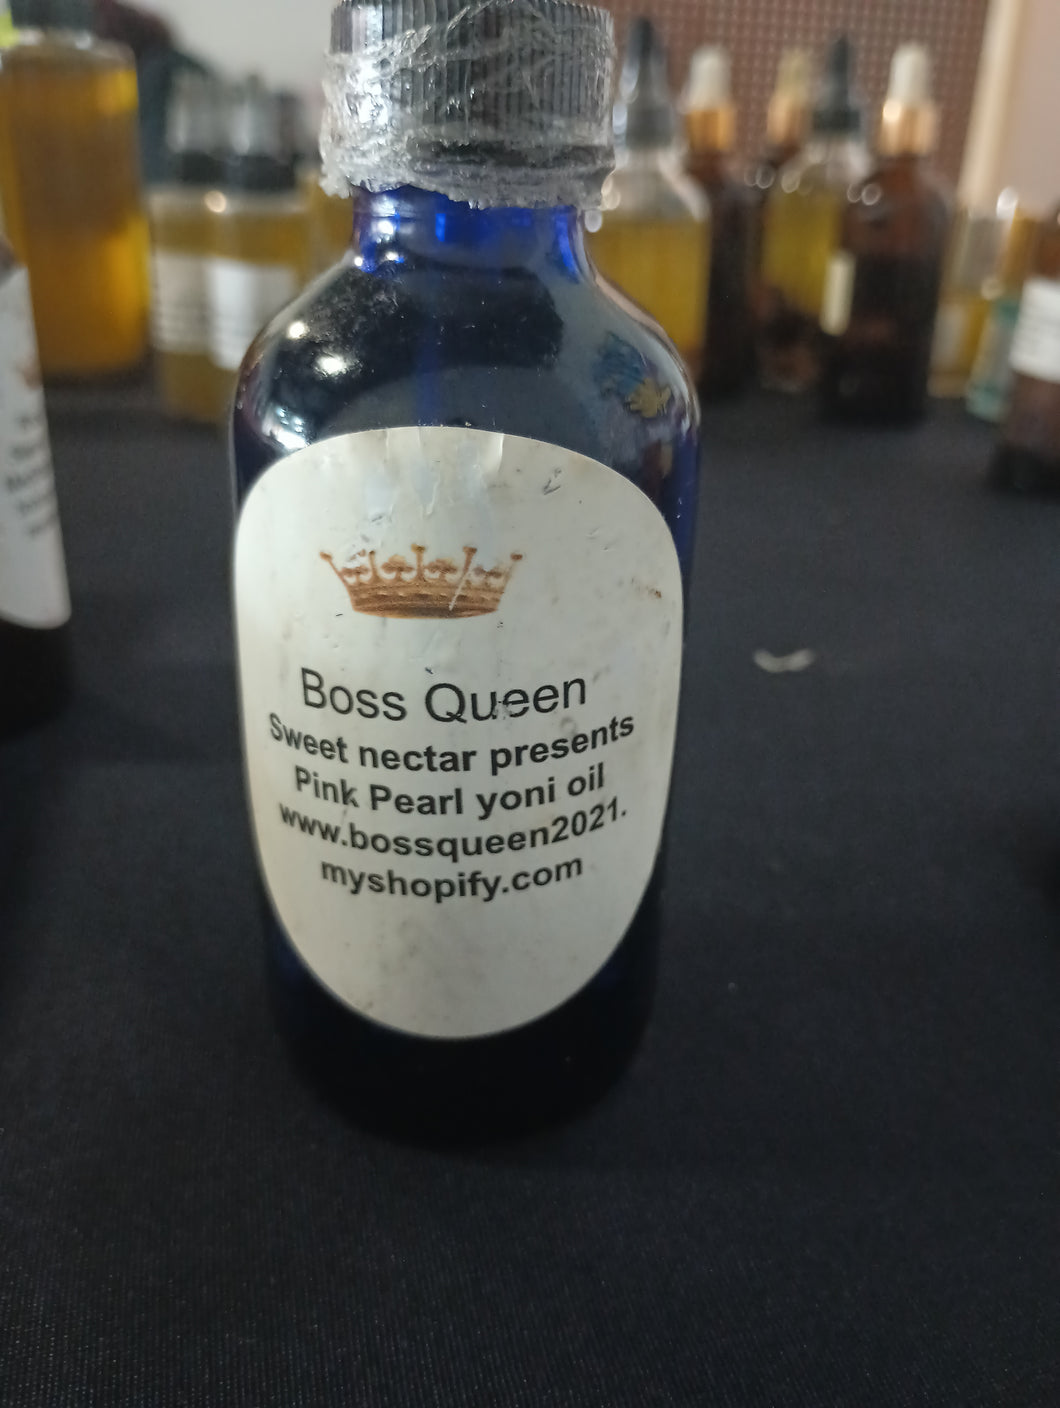 Boss Queen
Sweet nectar presents
Pink Pearl yoni oil
www.bossqueen2021.
myshopify.com